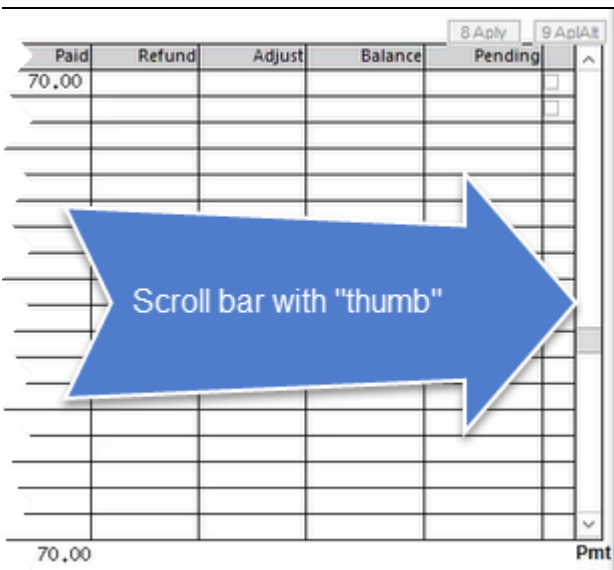 8 Aply 9 AplAlt
Paid Refund Adjust Balance Pending
70.00
Scroll bar with "thumb"
70.00 Pmt